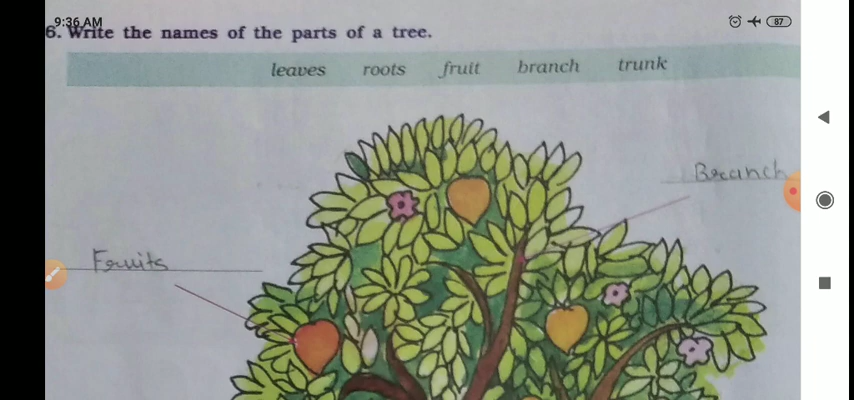 9:36 AM
87
6. Write the names of the parts of a tree.
leaves roots fruit branch trunk
Branch
Fruits